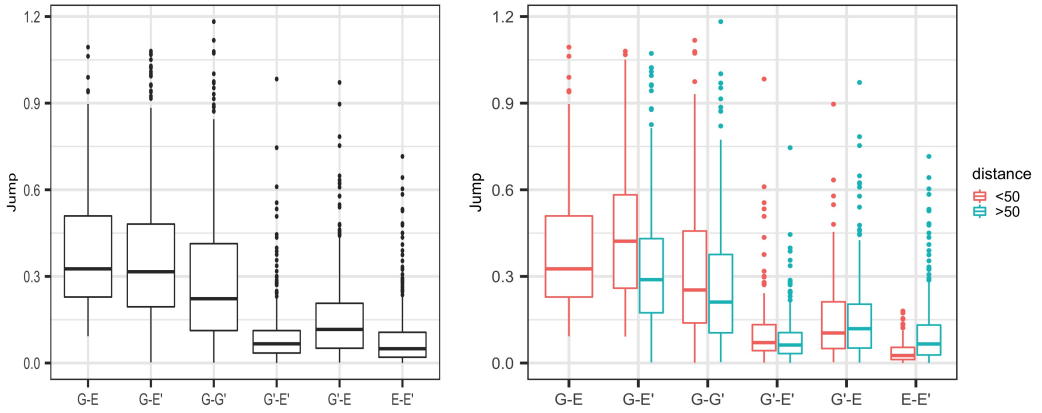 1.2
0.9
0.6
0.3
0.0
Jump
G-E
G-E'
G-G'
G'-E'
G'-E
E-E'
1.2
0.9
0.6
0.3
0.0
Jump
G-E
G-E'
G-G'
G'-E'
G'-E
E-E'
distance
<50
>50